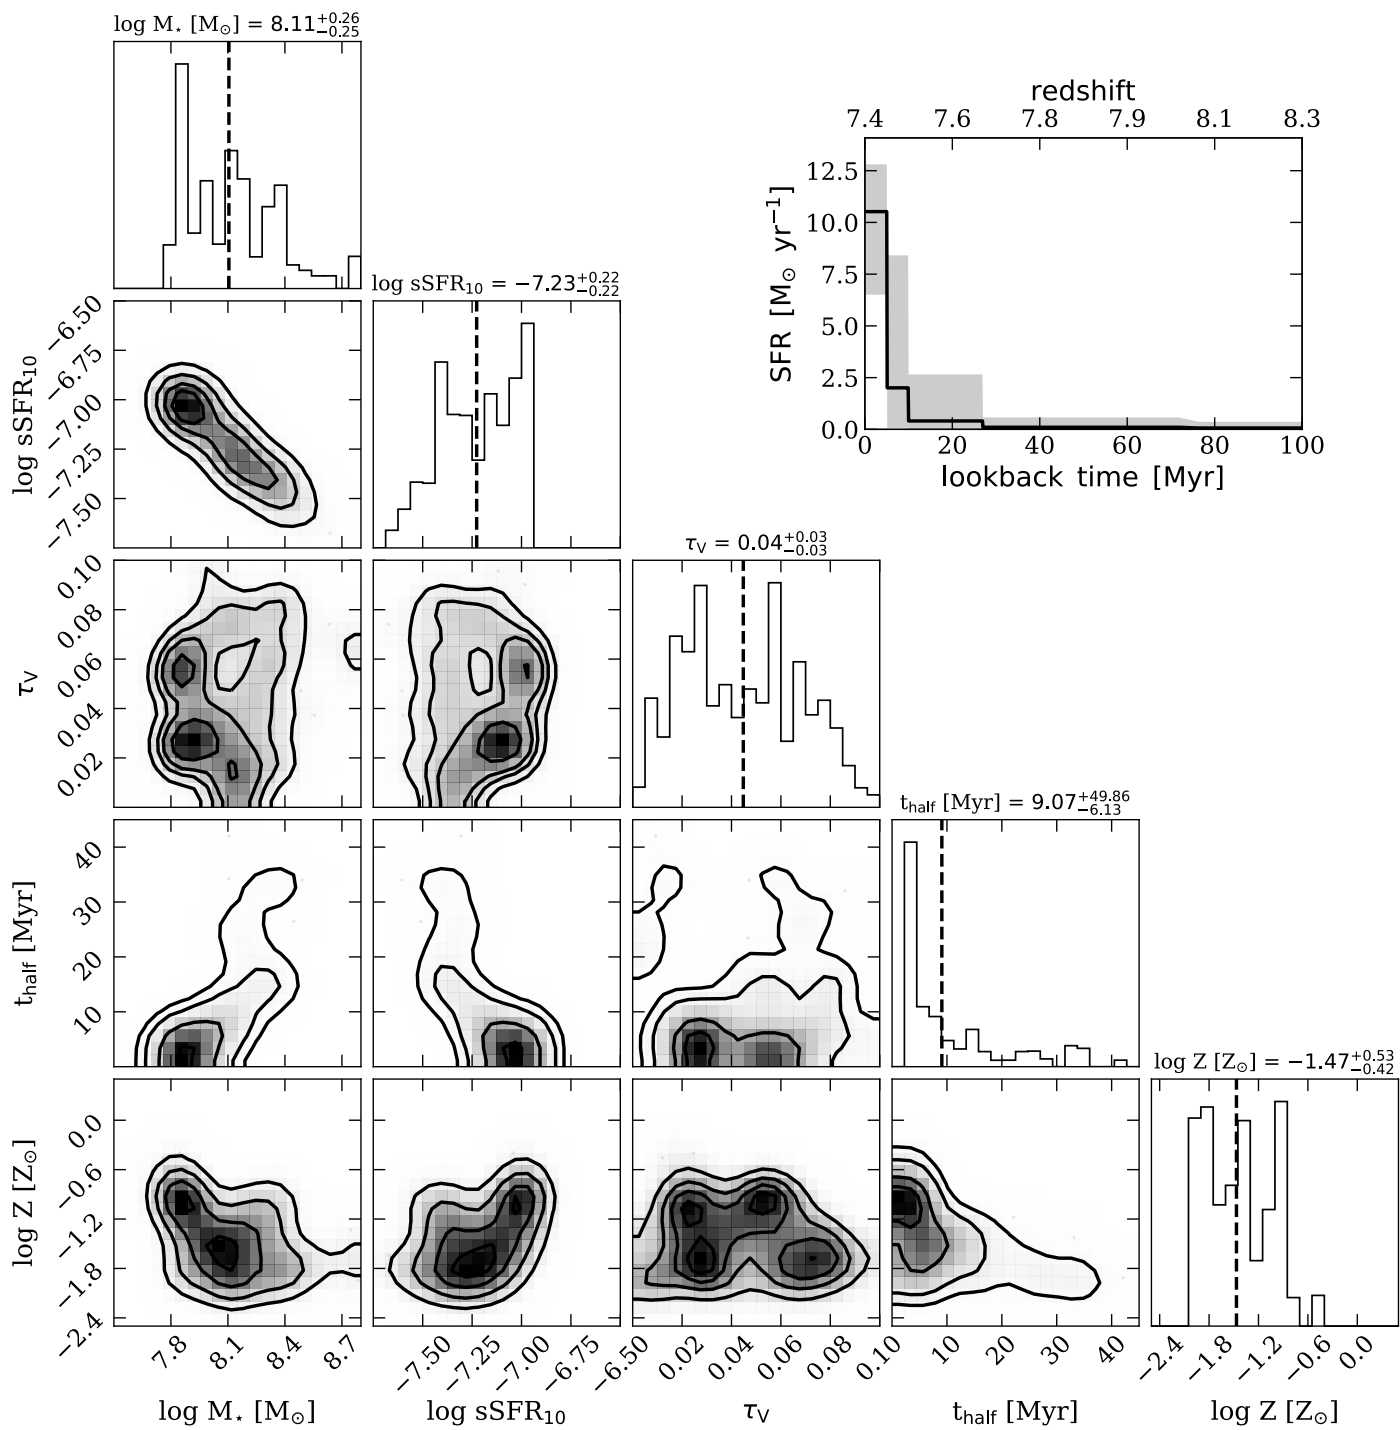 log M⋆ [M⊙] = 8.11+0.26−0.25
redshift
7.4 7.6 7.8 7.9 8.1 8.3
12.5
10.0
7.5
5.0
2.5
0.0
SFR [M⊙ yr−1]
0 20 40 60 80 100
lookback time [Myr]
log sSFR10 = −7.23+0.22−0.22
−6.50
−6.75
−7.00
−7.25
−7.50
log sSFR10
τV = 0.04+0.03−0.03
0.10
0.08
0.06
0.04
0.02
τV
thalf [Myr] = 9.07+49.86−6.13
40
30
20
10
thalf [Myr]
log Z [Z⊙] = −1.47+0.53−0.42
0.0
−0.6
−1.2
−1.8
−2.4
log Z [Z⊙]
7.8 8.1 8.4 8.7
−7.50 −7.25 −7.00 −6.75 −6.50
0.02 0.04 0.06 0.08 0.10
10 20 30 40
−2.4 −1.8 −1.2 −0.6 0.0
log M⋆ [M⊙]
log sSFR10
τV
thalf [Myr]
log Z [Z⊙]